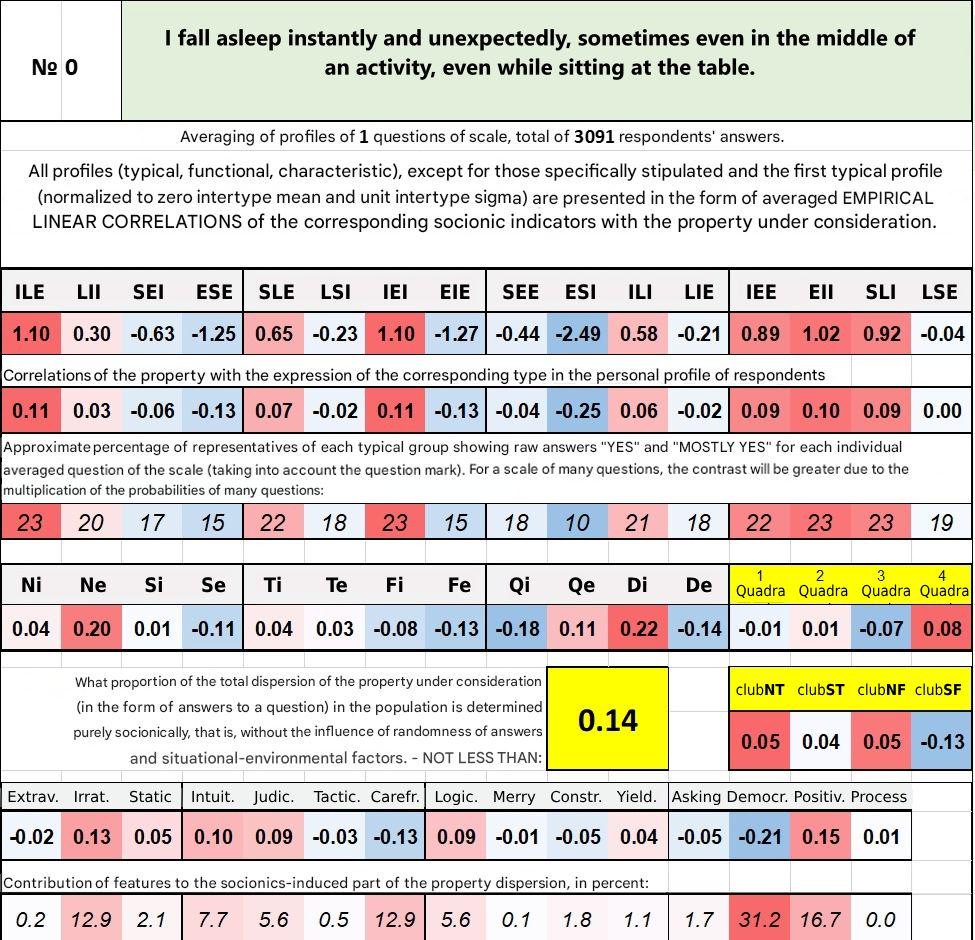 № 0
I fall asleep instantly and unexpectedly, sometimes even in the middle of
an activity, even while sitting at the table.
Averaging of profiles of 1 questions of scale, total of 3091 respondents' answers.
All profiles (typical, functional, characteristic), except for those specifically stipulated and the first typical profile
(normalized to zero intertype mean and unit intertype sigma) are presented in the form of averaged EMPIRICAL
LINEAR CORRELATIONS of the corresponding socionic indicators with the property under consideration.
ILE LII SEI ESE SLE LSI IEI EIE SEE ESI ILI LIE IEE EII SLI LSE
1.10 0.30 -0.63 -1.25 0.65 -0.23 1.10 -1.27 -0.44 -2.49 0.58 -0.21 0.89 1.02 0.92 -0.04
Correlations of the property with the expression of the corresponding type in the personal profile of respondents
0.11 0.03 -0.06 -0.13 0.07 -0.02 0.11 -0.13 -0.04 -0.25 0.06 -0.02 0.09 0.10 0.09 0.00
Approximate percentage of representatives of each typical group showing raw answers "YES" and "MOSTLY YES" for each individual
averaged question of the scale (taking into account the question mark). For a scale of many questions, the contrast will be greater due to the
multiplication of the probabilities of many questions:
23 20 17 15 22 18 23 15 18 10 21 18 22 23 23 19
Ni Ne Si Se Ti Te Fi Fe Qi Qe Di De 1 Quadra 2 Quadra 3 Quadra 4 Quadra
0.04 0.20 0.01 -0.11 0.04 0.03 -0.08 -0.13 -0.18 0.11 0.22 -0.14 -0.01 0.01 -0.07 0.08
What proportion of the total dispersion of the property under consideration
(in the form of answers to a question) in the population is determined
purely socionically, that is, without the influence of randomness of answers
and situational-environmental factors. - NOT LESS THAN:
0.14
clubNT clubST clubNF clubSF
0.05 0.04 0.05 -0.13
Extrav. Irrat. Static Intuit. Judic. Tactic. Carefr. Logic. Merry Constr. Yield. Asking Democr. Positiv. Process
-0.02 0.13 0.05 0.10 0.09 -0.03 -0.13 0.09 -0.01 -0.05 0.04 -0.05 -0.21 0.15 0.01
Contribution of features to the socionics-induced part of the property dispersion, in percent:
0.2 12.9 2.1 7.7 5.6 0.5 12.9 5.6 0.1 1.8 1.1 1.7 31.2 16.7 0.0